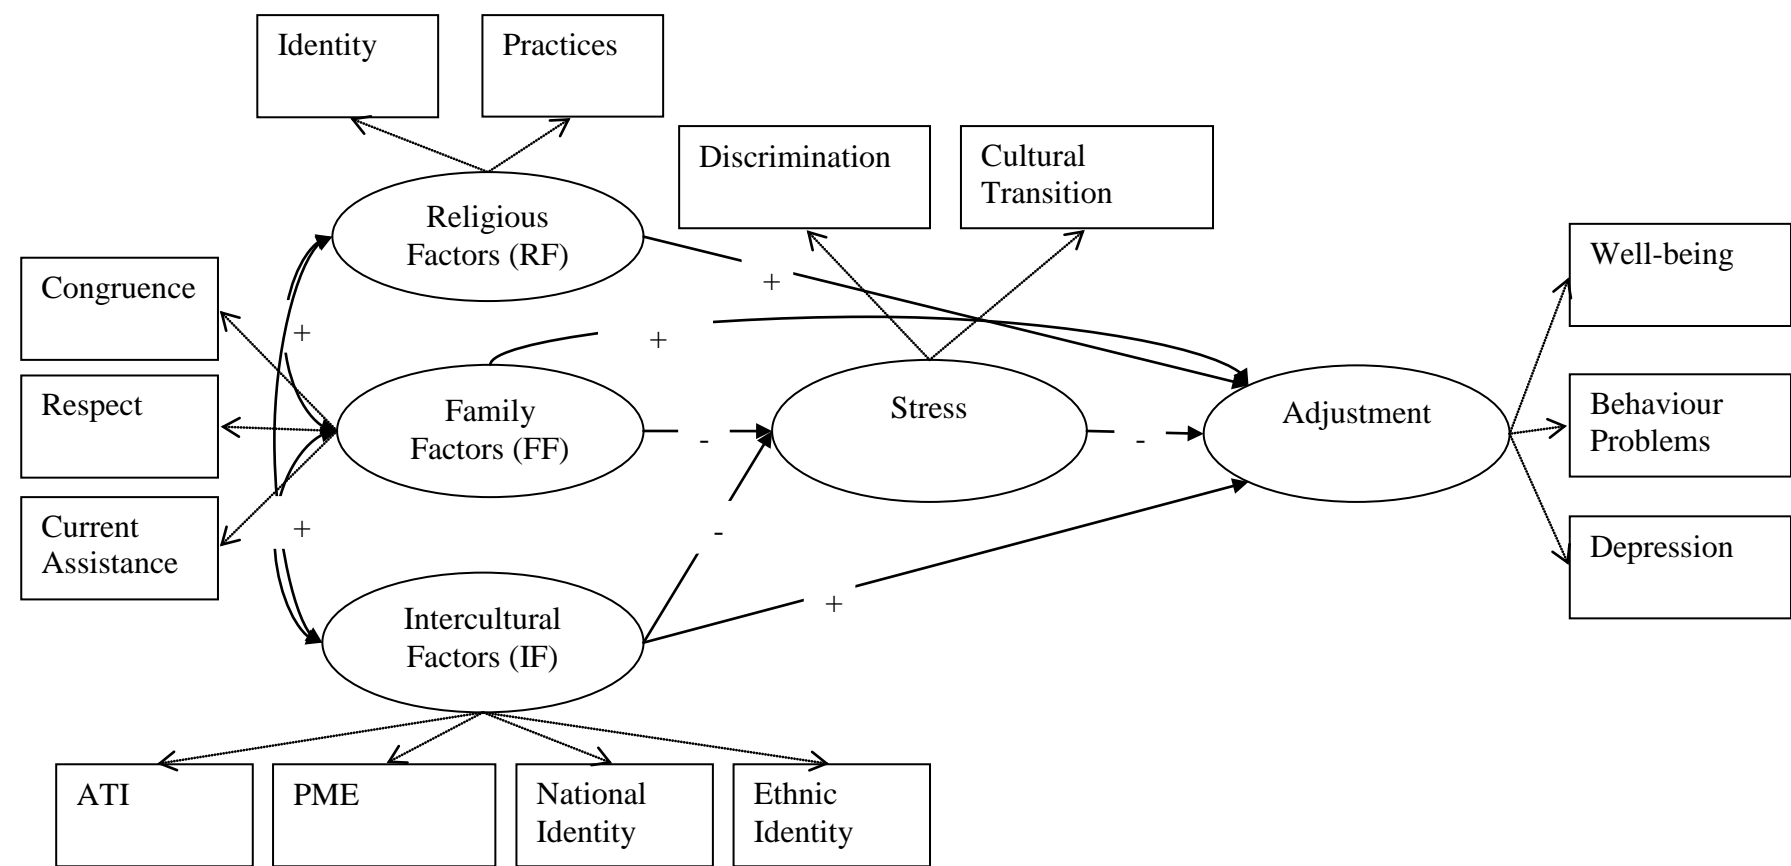 Identity
Practices
Discrimination
Cultural
Transition
Religious
Factors (RF)
Well-being
Congruence
+
+
+
Respect
Family
Factors (FF)
-
Stress
-
Adjustment
Behaviour
Problems
Current
Assistance
+
-
Depression
Intercultural
Factors (IF)
+
ATI
PME
National
Identity
Ethnic
Identity